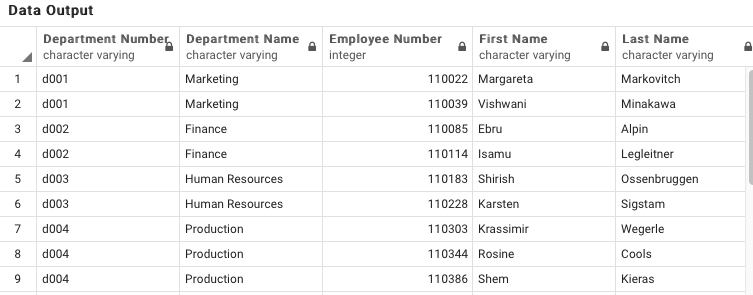 Data Output
Department Number Department Name Employee Number First Name Last Name
character varying character varying integer character varying character varying
1 d001 Marketing 110022 Margareta Markovitch
2 d001 Marketing 110039 Vishwani Minakawa
3 d002 Finance 110085 Ebru Alpin
4 d002 Finance 110114 Isamu Legleitner
5 d003 Human Resources 110183 Shirish Ossenbruggen
6 d003 Human Resources 110228 Karsten Sigstam
7 d004 Production 110303 Krassimir Wegerle
8 d004 Production 110344 Rosine Cools
9 d004 Production 110386 Shem Kieras